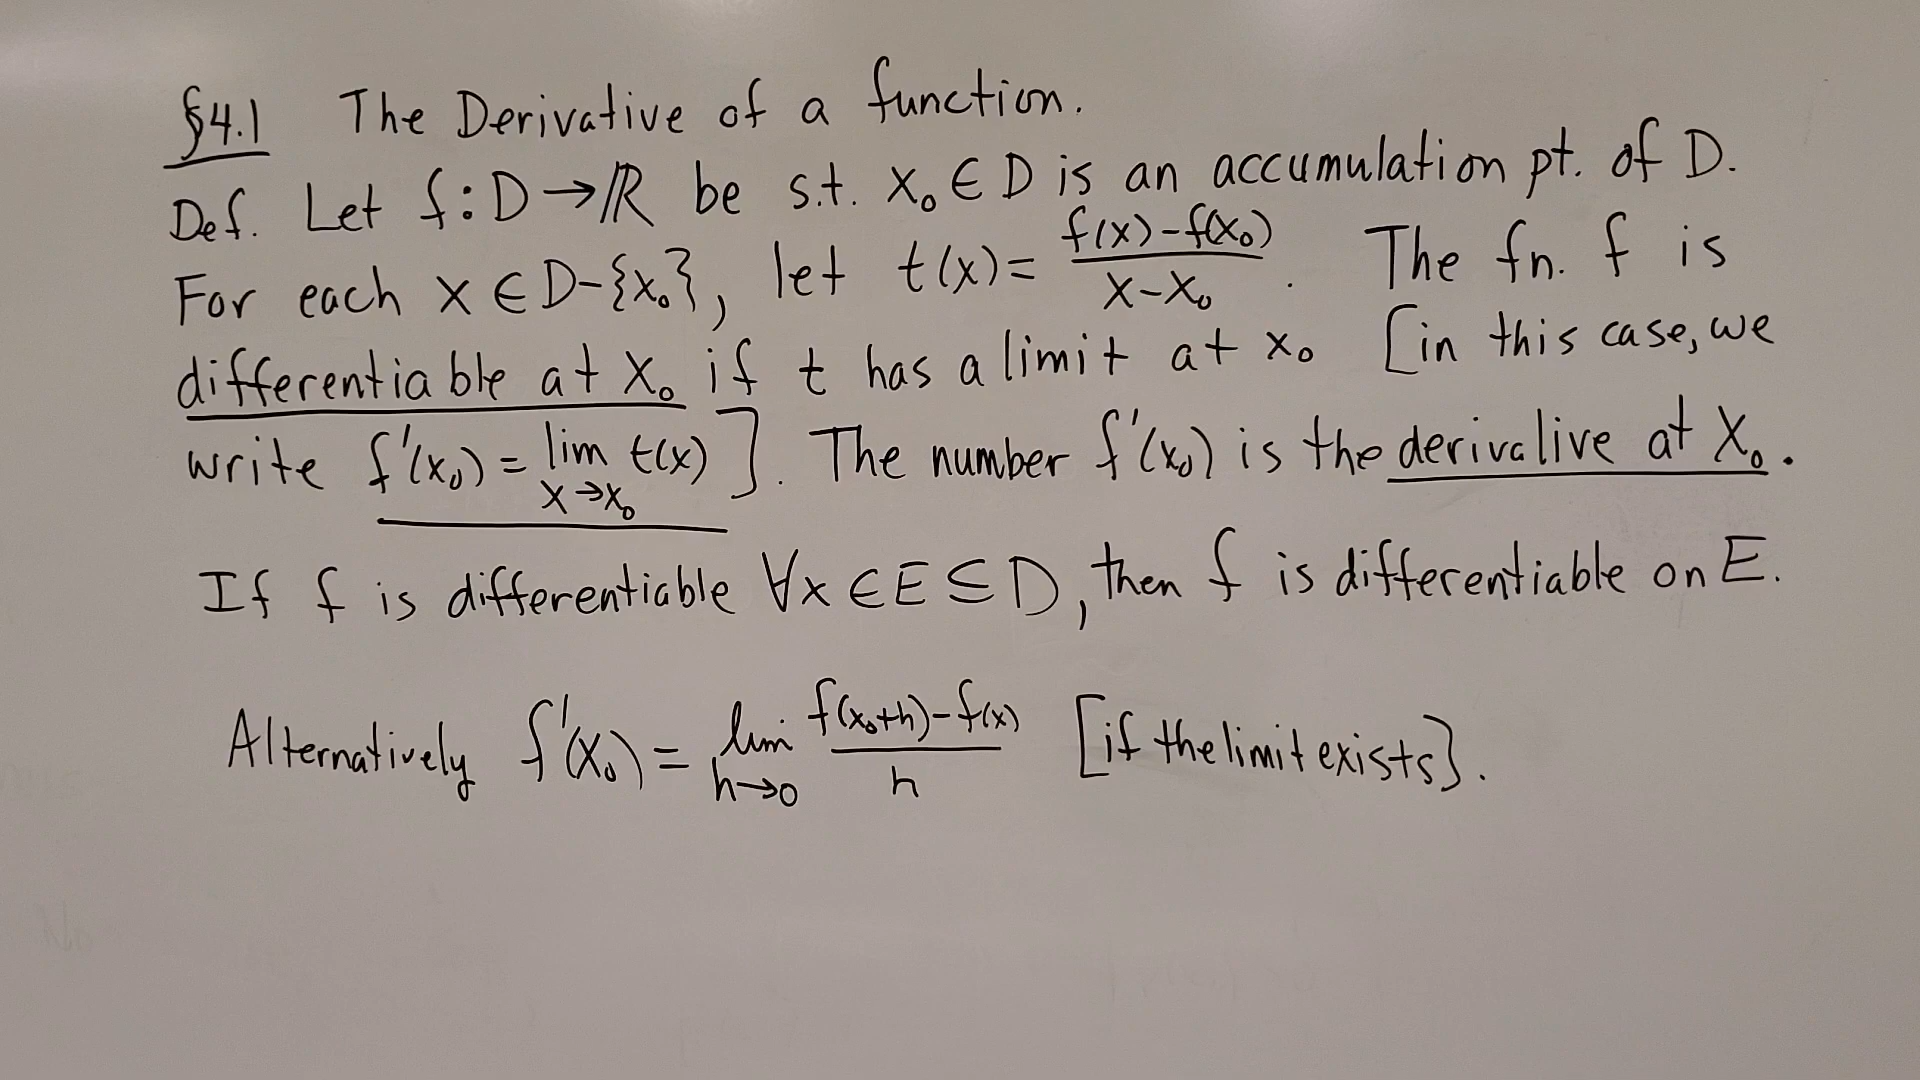 §4.1 The Derivative of a function.
Def. Let f:D→ℝ be s.t. x₀∈D is an accumulation pt. of D.
For each x∈D-{x₀}, let t(x)= (f(x)-f(x₀))/(x-x₀). The fn. f is
differentiable at x₀ if t has a limit at x₀ [in this case, we
write f'(x₀)= lim_{x→x₀} t(x)]. The number f'(x₀) is the derivalive at x₀.
If f is differentiable ∀x∈E⊆D, then f is differentiable on E.
Alternatively f'(x₀)= lim_{h→0} (f(x₀+h)-f(x))/h [if the limit exists].